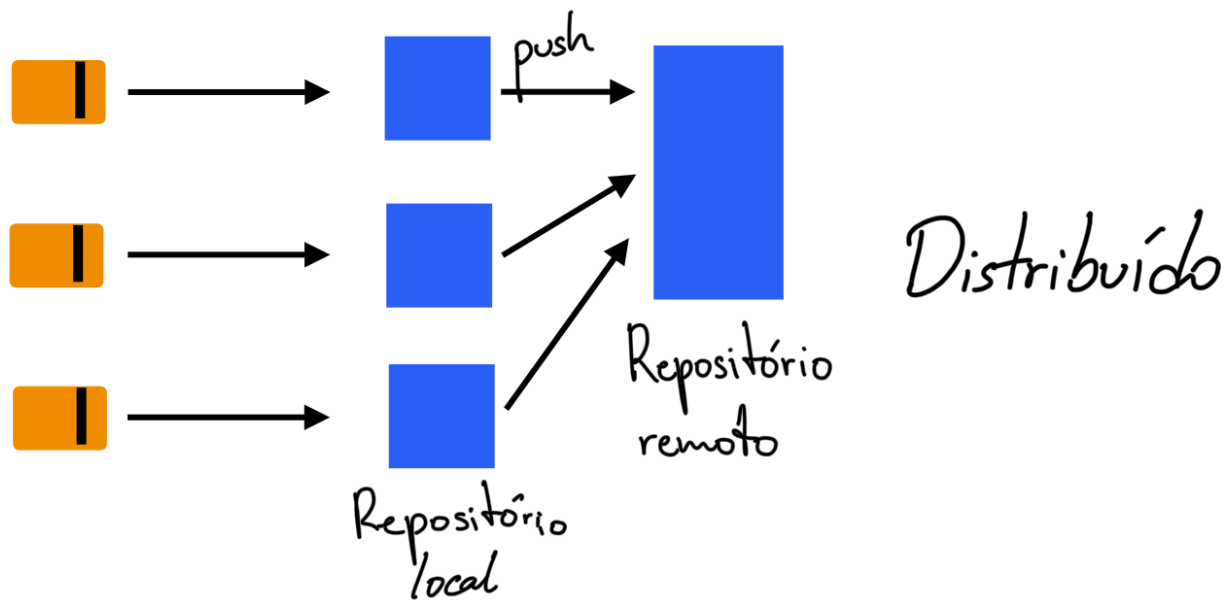 push
Distribuído
Repositório
remoto
Repositório
local